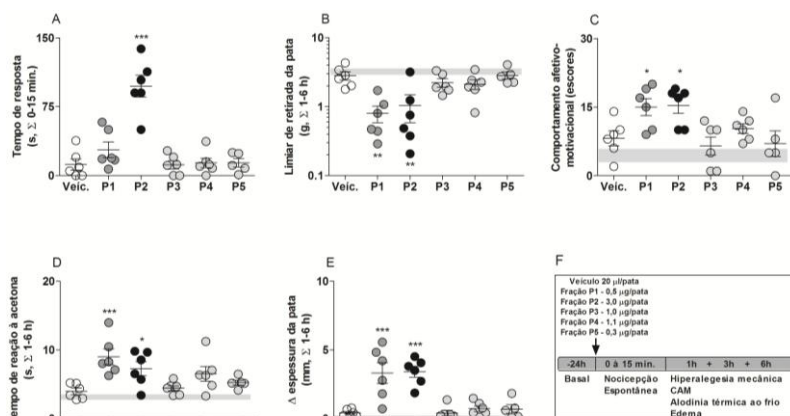 A
Tempo de resposta
(s, Σ 0-15 min.)
150
75
0
***
Veíc. P1 P2 P3 P4 P5
B
Limiar de retirada da pata
(g, Σ 1-6 h)
10
1
0.1
**
**
Veíc. P1 P2 P3 P4 P5
C
Comportamento afetivo-
motivacional (escores)
30
15
0
*
*
Veíc. P1 P2 P3 P4 P5
D
empo de reação à acetona
(s, Σ 1-6 h)
20
10
***
*
E
Δ espessura da pata
(mm, Σ 1-6 h)
10
5
***
***
F
Veículo 20 µl/pata
Fração P1 - 0,5 µg/pata
Fração P2 - 3,0 µg/pata
Fração P3 - 1,0 µg/pata
Fração P4 - 1,1 µg/pata
Fração P5 - 0,3 µg/pata
-24h 0 à 15 min. 1h + 3h + 6h
Basal Nocicepção Hiperalegesia mecânica
Espontânea CAM
Alodinia térmica ao frio
Edema